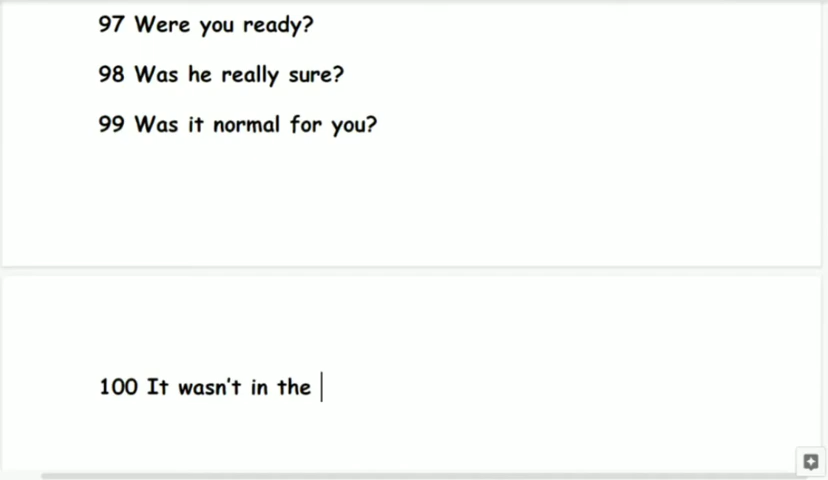 97 Were you ready?
98 Was he really sure?
99 Was it normal for you?
100 It wasn't in the